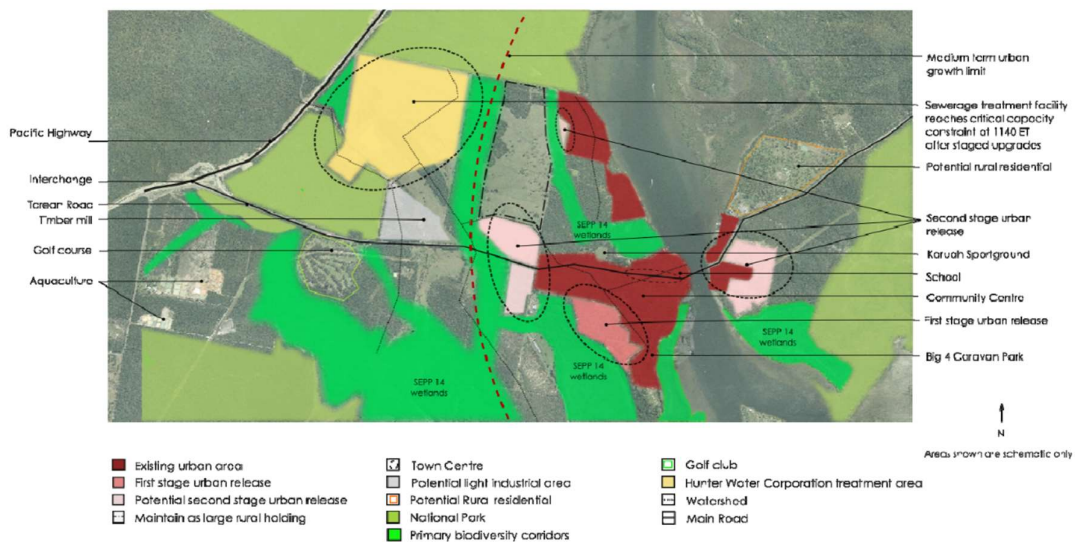 Pacific Highway
Interchange
Tarean Road
Timber mill
Golf course
Aquaculture
Medium term urban
growth limit
Sewerage treatment facility
reaches critical capacity
constraint at 1140 ET
after staged upgrades
Potential rural residential
Second stage urban
release
Karuah Sportground
School
Community Centre
First stage urban release
Big 4 Caravan Park
SEPP 14
wetlands
SEPP 14
wetlands
SEPP 14
wetlands
SEPP 14
wetlands
N
Areas shown are schematic only
Existing urban area
First stage urban release
Potential second stage urban release
Maintain as large rural holding
Town Centre
Potential light industrial area
Potential Rural residential
National Park
Primary biodiversity corridors
Golf club
Hunter Water Corporation treatment area
Watershed
Main Road